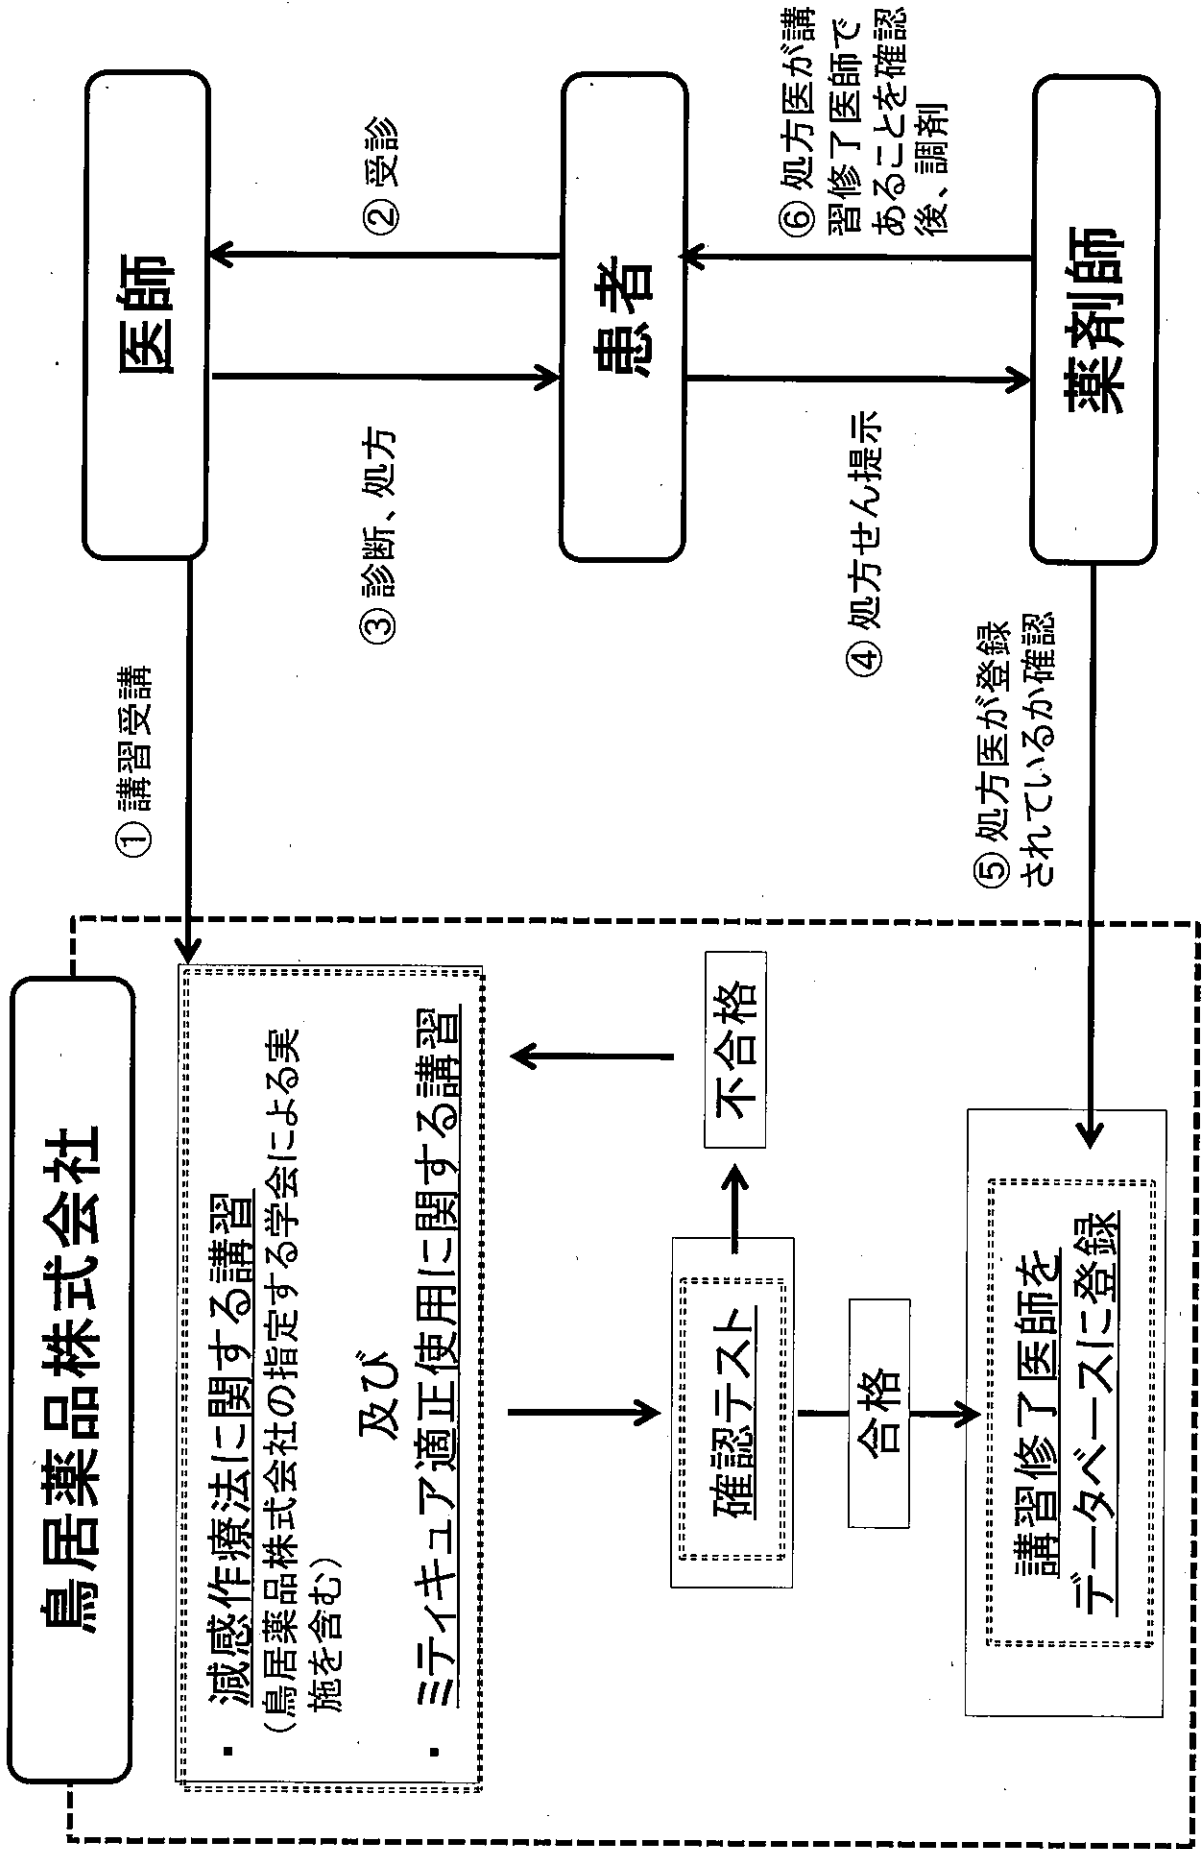 鳥居薬品株式会社
・ 減感作療法に関する講習
（鳥居薬品株式会社の指定する学会による実
施を含む）
及び
・ ミティキュア適正使用に関する講習
確認テスト
不合格
合格
講習修了医師を
データベースに登録
① 講習受講
医師
② 受診
③ 診断、処方
患者
④ 処方せん提示
⑤ 処方医が登録
されているか確認
⑥ 処方医が講
習修了医師で
あることを確認
後、調剤
薬剤師